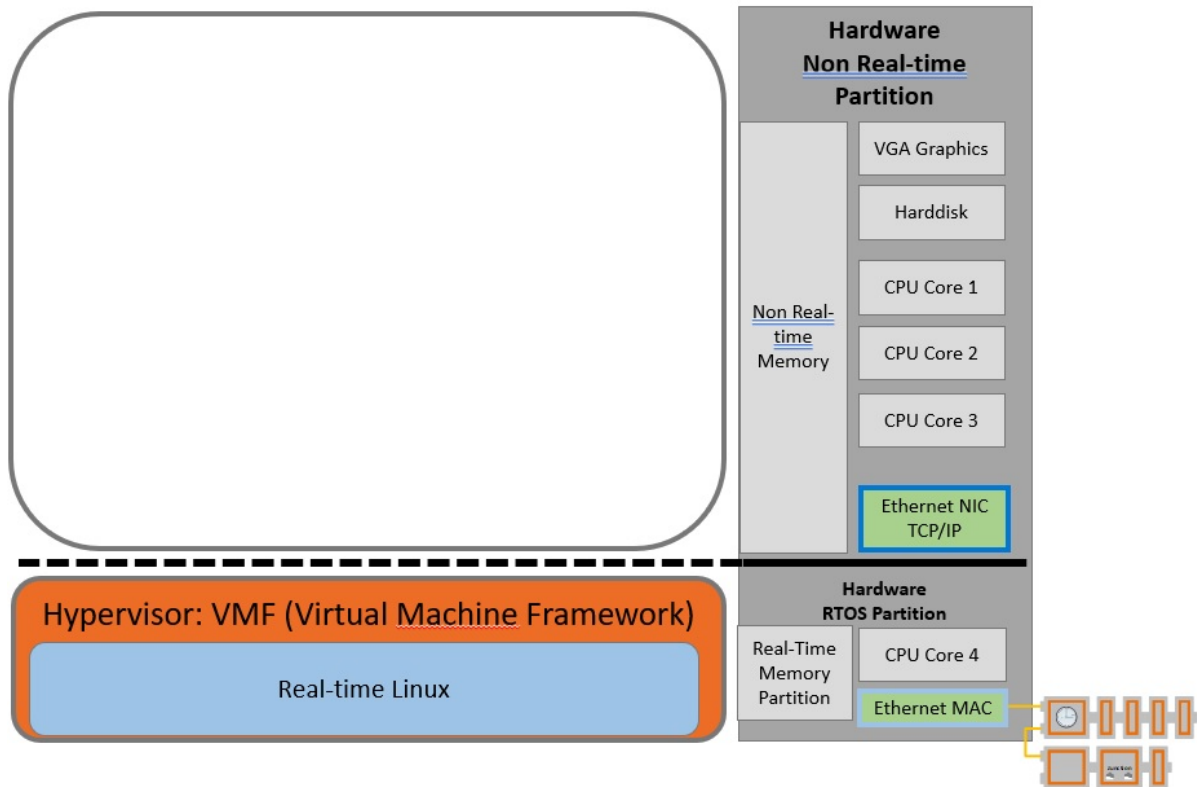 Hardware
Non Real-time
Partition
VGA Graphics
Harddisk
CPU Core 1
Non Real-
time
Memory
CPU Core 2
CPU Core 3
Ethernet NIC
TCP/IP
Hardware
RTOS Partition
Hypervisor: VMF (Virtual Machine Framework)
Real-time Linux
Real-Time
Memory
Partition
CPU Core 4
Ethernet MAC
Junction